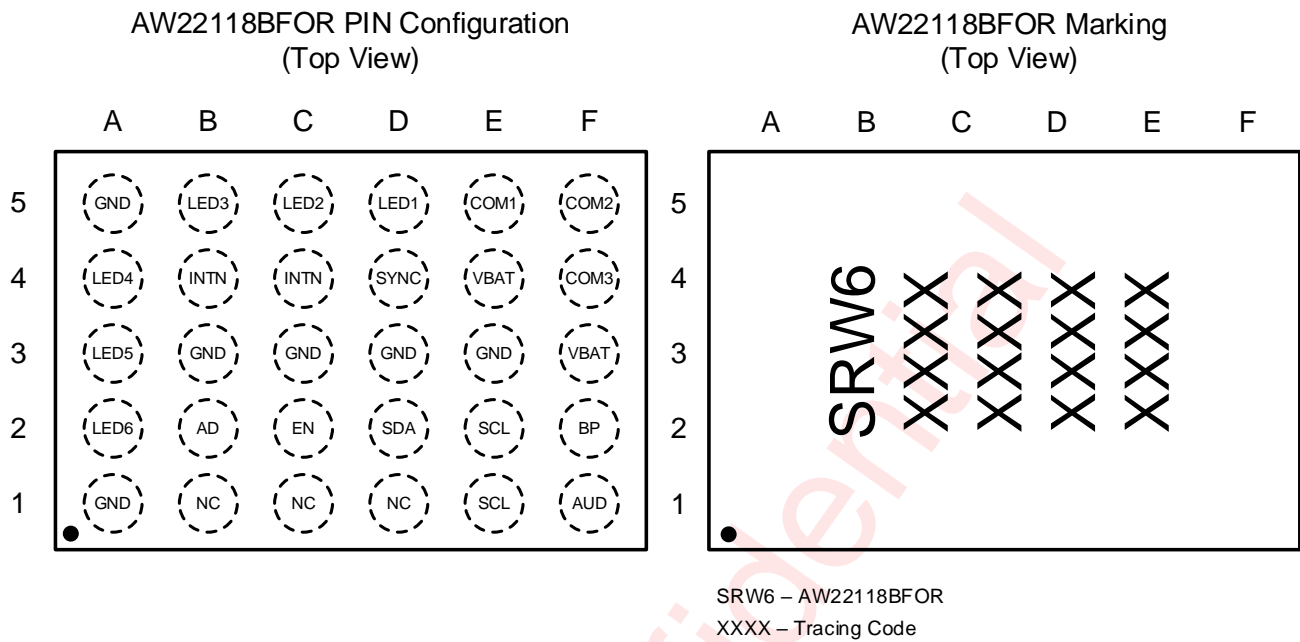 AW22118BFOR PIN Configuration
(Top View)
A B C D E F
5 GND LED3 LED2 LED1 COM1 COM2
4 LED4 INTN INTN SYNC VBAT COM3
3 LED5 GND GND GND GND VBAT
2 LED6 AD EN SDA SCL BP
1 GND NC NC NC SCL AUD
AW22118BFOR Marking
(Top View)
A B C D E F
5
4
3
2
1
SRW6
XXXX
XXXX
XXXX
XXXX
SRW6 – AW22118BFOR
XXXX – Tracing Code